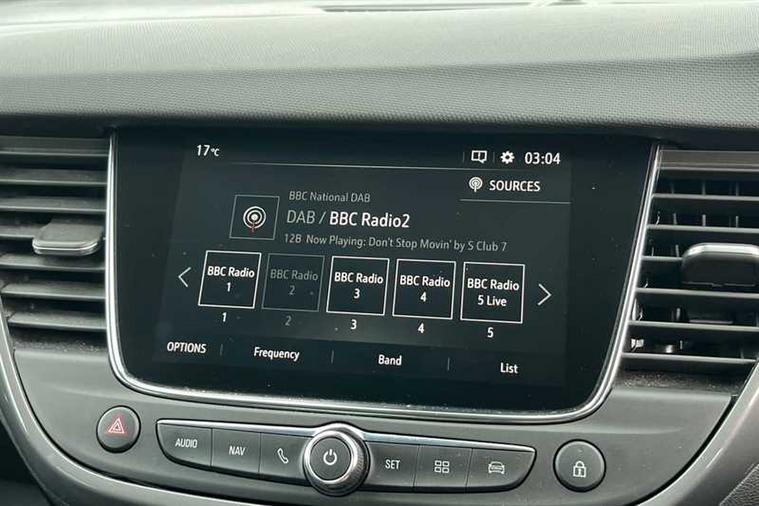 17°C 03:04
SOURCES
BBC National DAB
DAB / BBC Radio2
12B Now Playing: Don't Stop Movin' by S Club 7
BBC Radio 1
BBC Radio 2
BBC Radio 3
BBC Radio 4
BBC Radio 5 Live
1 2 3 4 5
OPTIONS Frequency Band List
AUDIO NAV SET